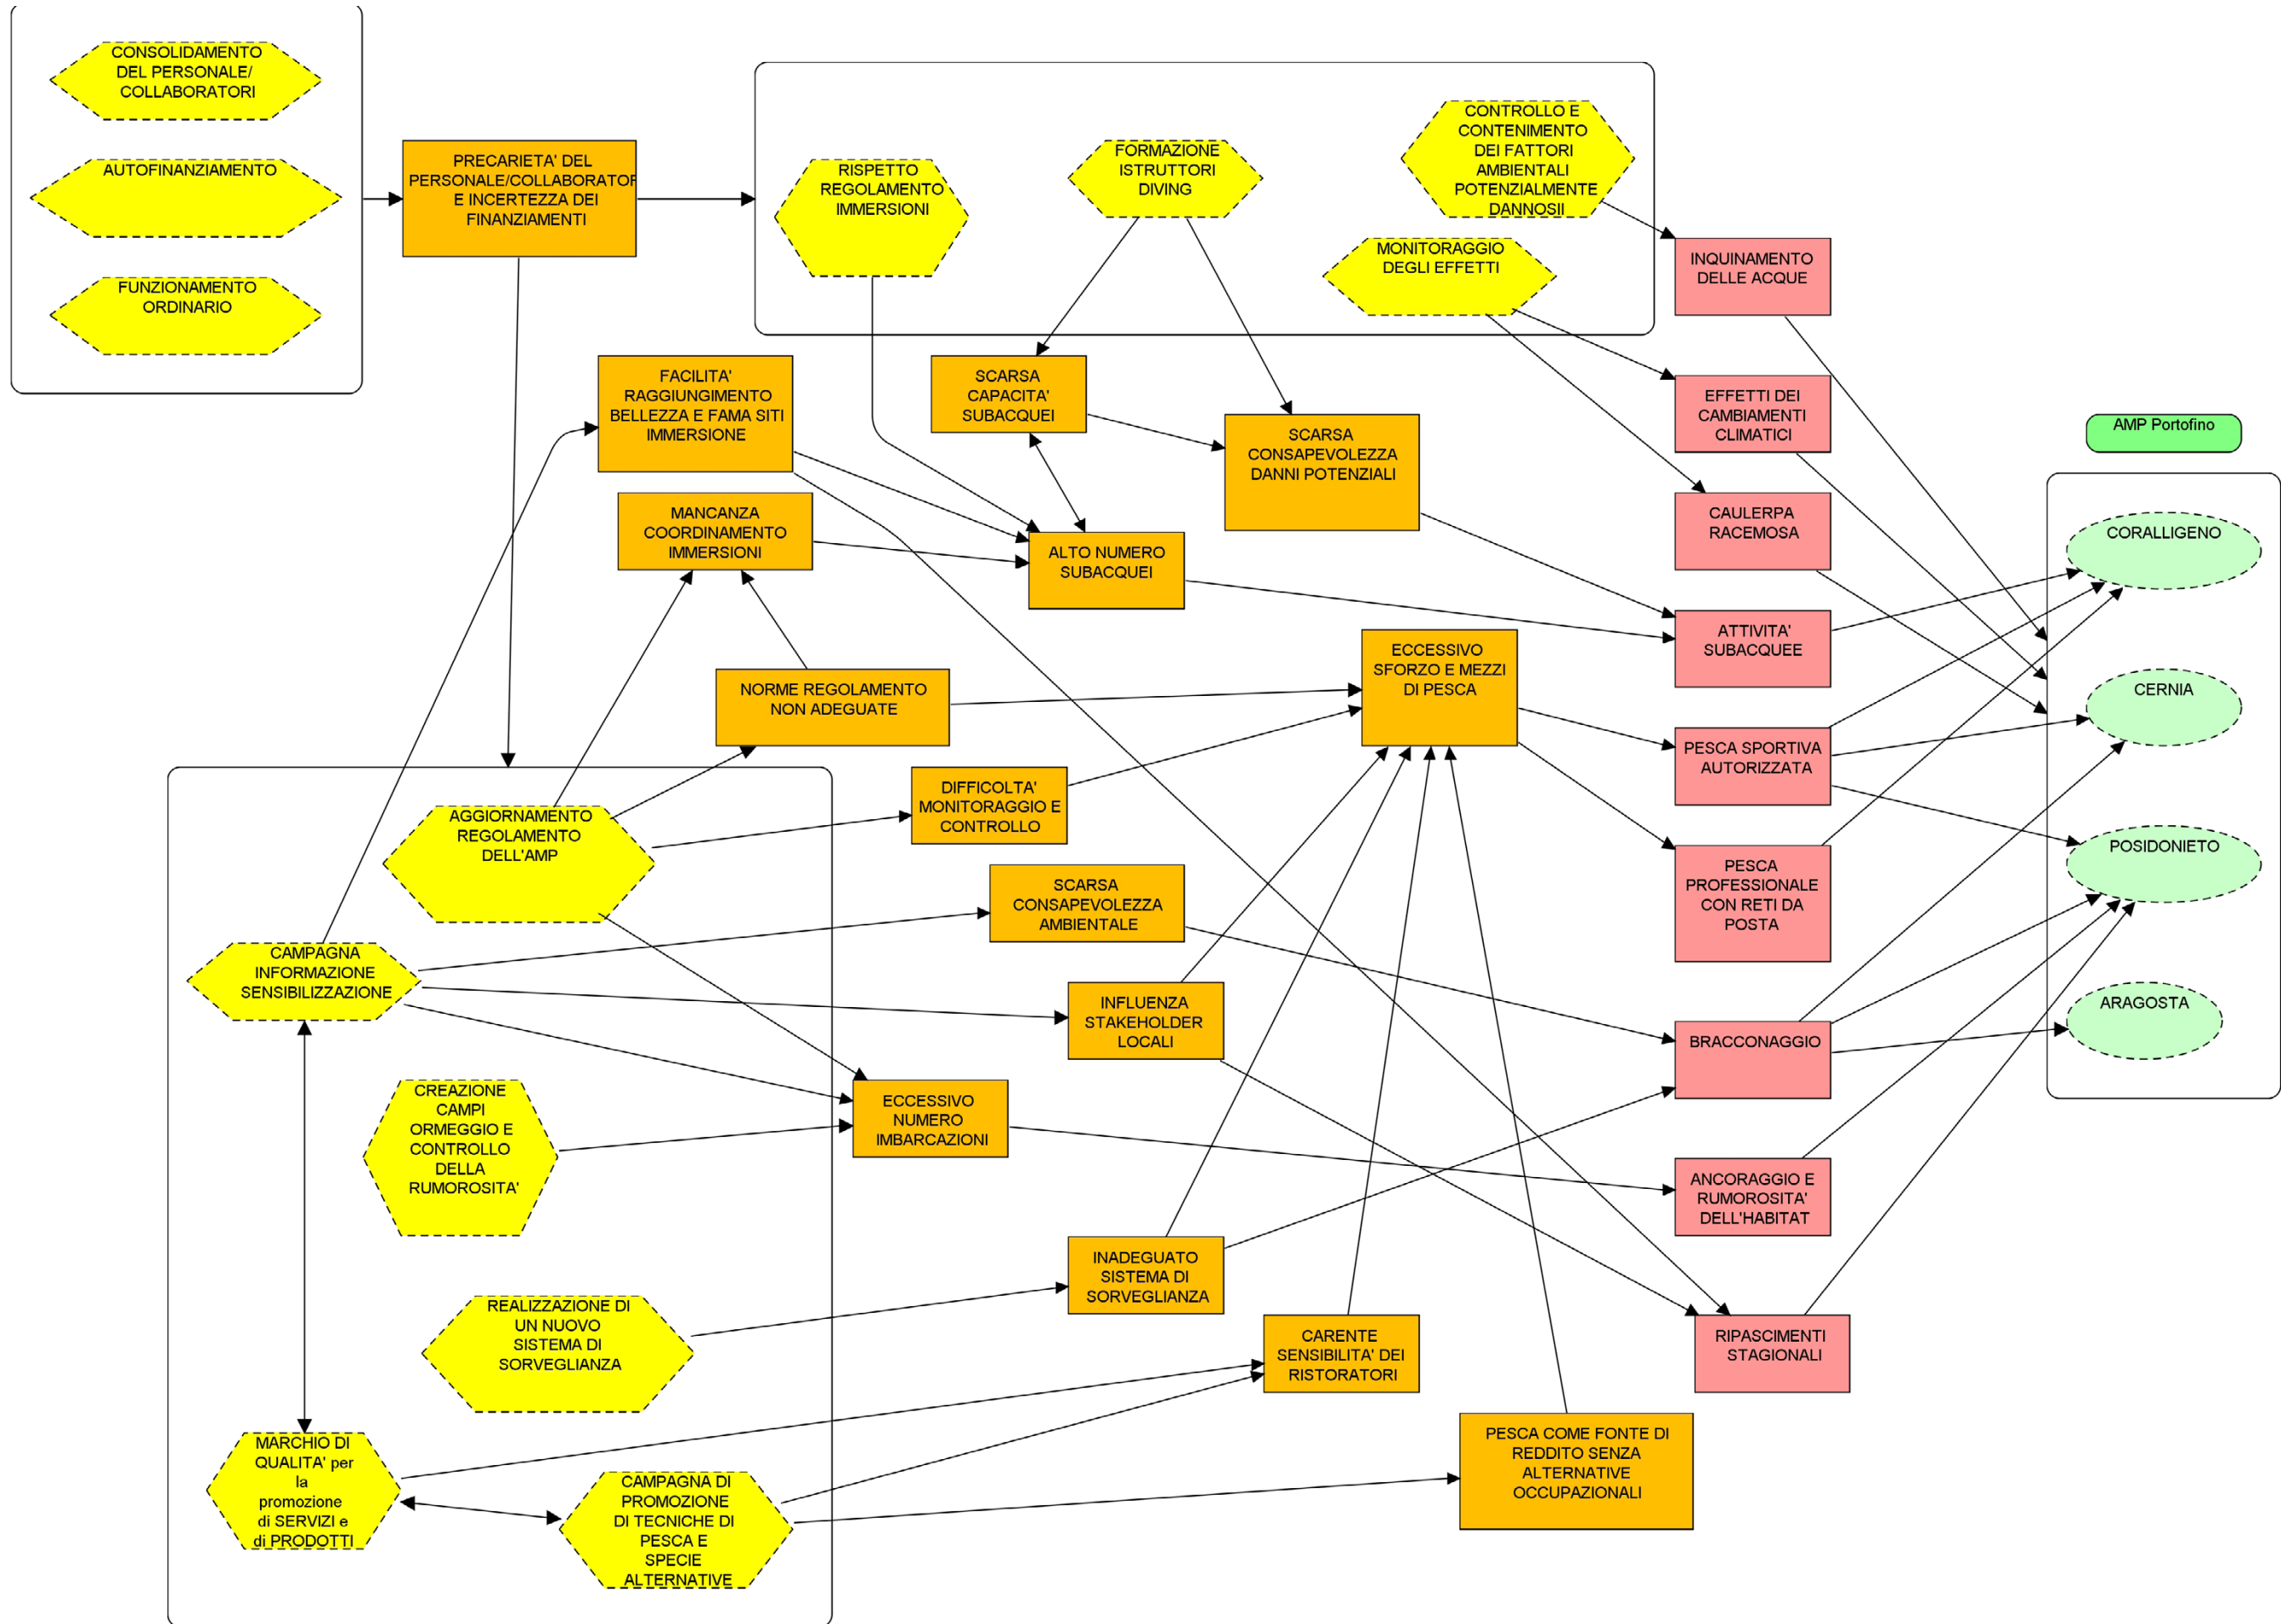 CONSOLIDAMENTO
DEL PERSONALE/
COLLABORATORI
AUTOFINANZIAMENTO
FUNZIONAMENTO
ORDINARIO
PRECARIETA' DEL
PERSONALE/COLLABORATOR
E INCERTEZZA DEI
FINANZIAMENTI
RISPETTO
REGOLAMENTO
IMMERSIONI
FORMAZIONE
ISTRUTTORI
DIVING
CONTROLLO E
CONTENIMENTO
DEI FATTORI
AMBIENTALI
POTENZIALMENTE
DANNOSII
MONITORAGGIO
DEGLI EFFETTI
INQUINAMENTO
DELLE ACQUE
FACILITA'
RAGGIUNGIMENTO
BELLEZZA E FAMA SITI
IMMERSIONE
SCARSA
CAPACITA'
SUBACQUEI
SCARSA
CONSAPEVOLEZZA
DANNI POTENZIALI
EFFETTI DEI
CAMBIAMENTI
CLIMATICI
AMP Portofino
MANCANZA
COORDINAMENTO
IMMERSIONI
ALTO NUMERO
SUBACQUEI
CAULERPA
RACEMOSA
CORALLIGENO
ATTIVITA'
SUBACQUEE
ECCESSIVO
SFORZO E MEZZI
DI PESCA
NORME REGOLAMENTO
NON ADEGUATE
CERNIA
PESCA SPORTIVA
AUTORIZZATA
DIFFICOLTA'
MONITORAGGIO E
CONTROLLO
AGGIORNAMENTO
REGOLAMENTO
DELL'AMP
POSIDONIETO
PESCA
PROFESSIONALE
CON RETI DA
POSTA
SCARSA
CONSAPEVOLEZZA
AMBIENTALE
CAMPAGNA
INFORMAZIONE
SENSIBILIZZAZIONE
INFLUENZA
STAKEHOLDER
LOCALI
ARAGOSTA
BRACCONAGGIO
CREAZIONE
CAMPI
ORMEGGIO E
CONTROLLO
DELLA
RUMOROSITA'
ECCESSIVO
NUMERO
IMBARCAZIONI
ANCORAGGIO E
RUMOROSITA'
DELL'HABITAT
INADEGUATO
SISTEMA DI
SORVEGLIANZA
REALIZZAZIONE DI
UN NUOVO
SISTEMA DI
SORVEGLIANZA
CARENTE
SENSIBILITA' DEI
RISTORATORI
RIPASCIMENTI
STAGIONALI
MARCHIO DI
QUALITA' per
la
promozione
di SERVIZI e
di PRODOTTI
CAMPAGNA DI
PROMOZIONE
DI TECNICHE DI
PESCA E
SPECIE
ALTERNATIVE
PESCA COME FONTE DI
REDDITO SENZA
ALTERNATIVE
OCCUPAZIONALI